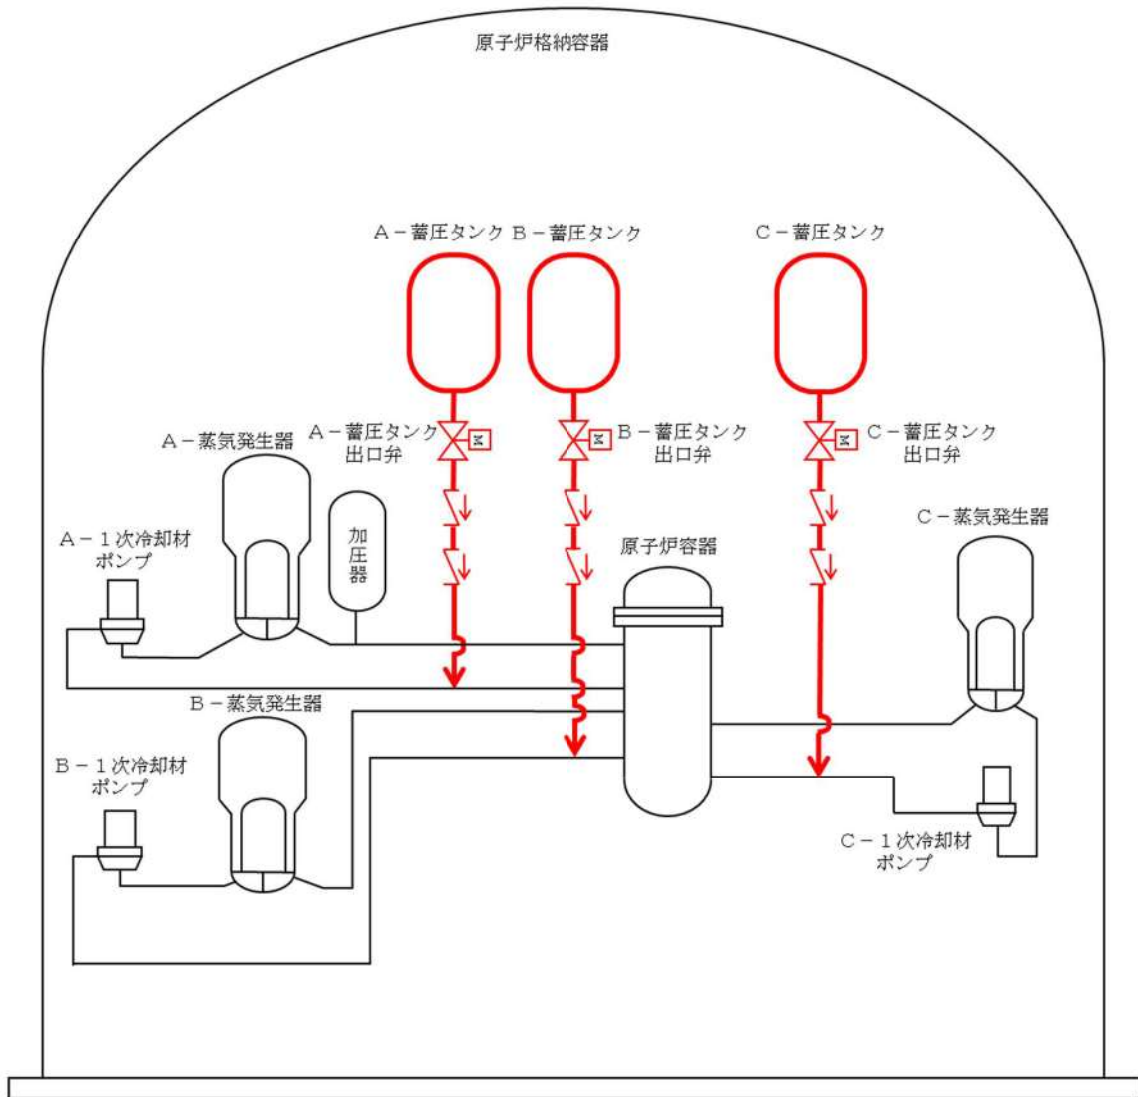 原子炉格納容器
A－蓄圧タンク
B－蓄圧タンク
C－蓄圧タンク
A－蓄圧タンク
出口弁
M
B－蓄圧タンク
出口弁
M
C－蓄圧タンク
出口弁
M
A－蒸気発生器
加圧器
原子炉容器
C－蒸気発生器
A－１次冷却材
ポンプ
B－蒸気発生器
B－１次冷却材
ポンプ
C－１次冷却材
ポンプ